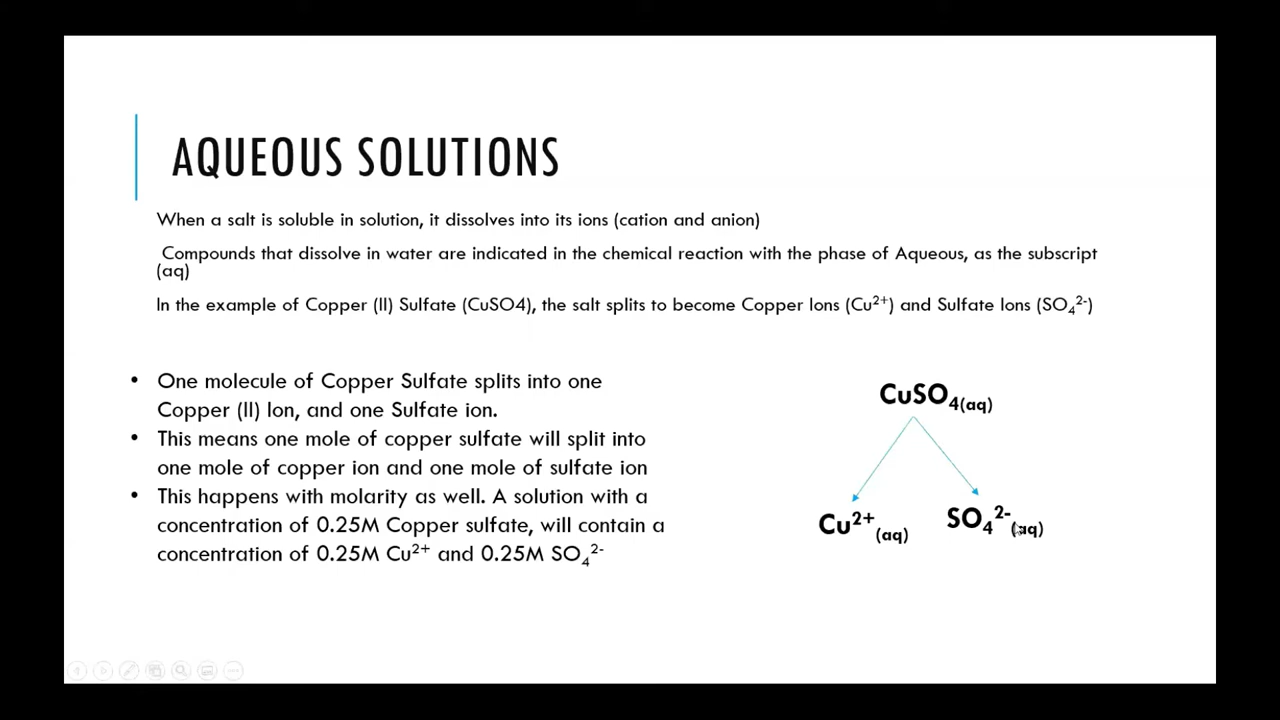 AQUEOUS SOLUTIONS
When a salt is soluble in solution, it dissolves into its ions (cation and anion)
Compounds that dissolve in water are indicated in the chemical reaction with the phase of Aqueous, as the subscript
(aq)
In the example of Copper (II) Sulfate (CuSO4), the salt splits to become Copper Ions (Cu²⁺) and Sulfate Ions (SO₄²⁻)
• One molecule of Copper Sulfate splits into one
Copper (II) Ion, and one Sulfate ion.
• This means one mole of copper sulfate will split into
one mole of copper ion and one mole of sulfate ion
• This happens with molarity as well. A solution with a
concentration of 0.25M Copper sulfate, will contain a
concentration of 0.25M Cu²⁺ and 0.25M SO₄²⁻
CuSO₄(aq)
Cu²⁺(aq) SO₄²⁻(aq)